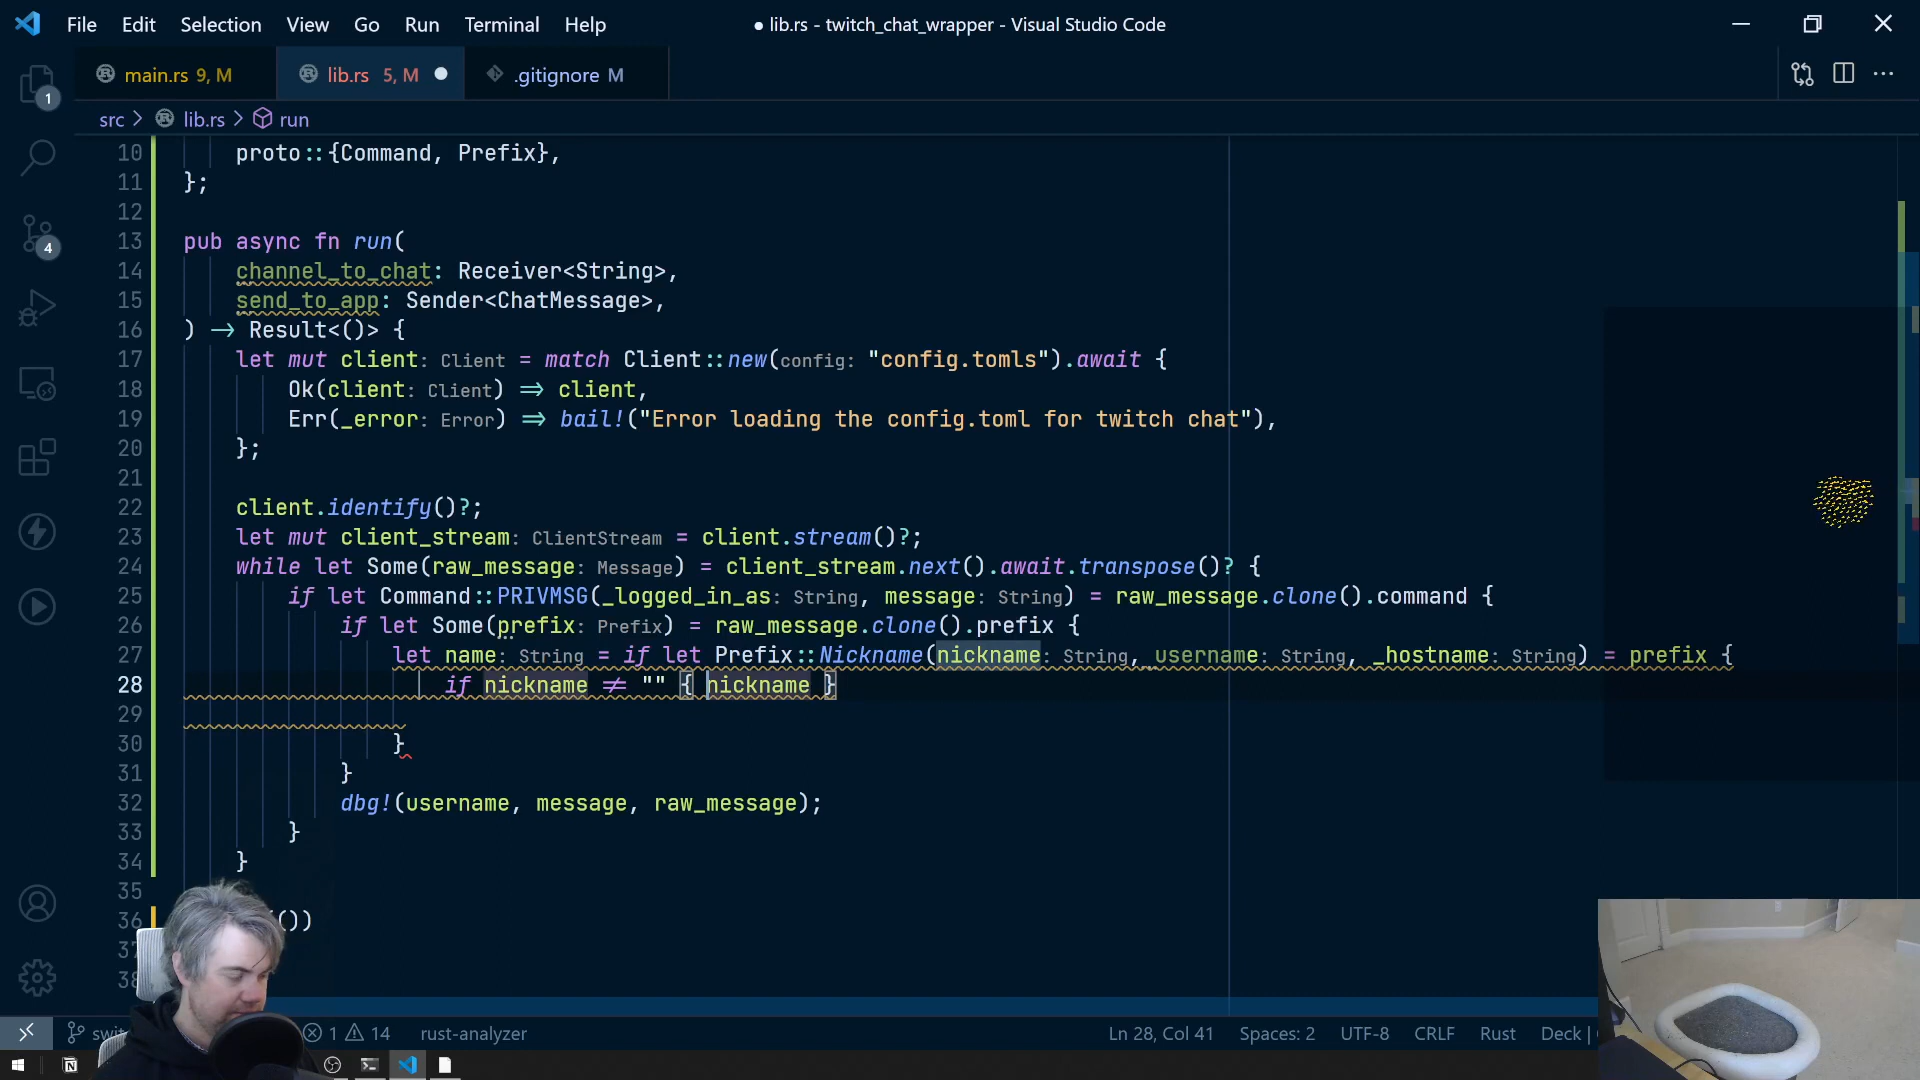 File Edit Selection View Go Run Terminal Help
● lib.rs - twitch_chat_wrapper - Visual Studio Code
main.rs 9, M
lib.rs 5, M
.gitignore M
src > lib.rs > run
10 proto::{Command, Prefix},
11 };
12
13 pub async fn run(
14 channel_to_chat: Receiver<String>,
15 send_to_app: Sender<ChatMessage>,
16 ) → Result<()> {
17 let mut client: Client = match Client::new(config: "config.tomls").await {
18 Ok(client: Client) ⇒ client,
19 Err(_error: Error) ⇒ bail!("Error loading the config.toml for twitch chat"),
20 };
21
22 client.identify()?;
23 let mut client_stream: ClientStream = client.stream()?;
24 while let Some(raw_message: Message) = client_stream.next().await.transpose()? {
25 if let Command::PRIVMSG(_logged_in_as: String, message: String) = raw_message.clone().command {
26 if let Some(prefix: Prefix) = raw_message.clone().prefix {
27 let name: String = if let Prefix::Nickname(nickname: String, _username: String, _hostname: String) = prefix {
28 if nickname ≠ "" { nickname }
29
30 }
31 }
32 dbg!(username, message, raw_message);
33 }
34 }
35
36 ())
37
38
1
4
1 14 rust-analyzer
Ln 28, Col 41 Spaces: 2 UTF-8 CRLF Rust Deck